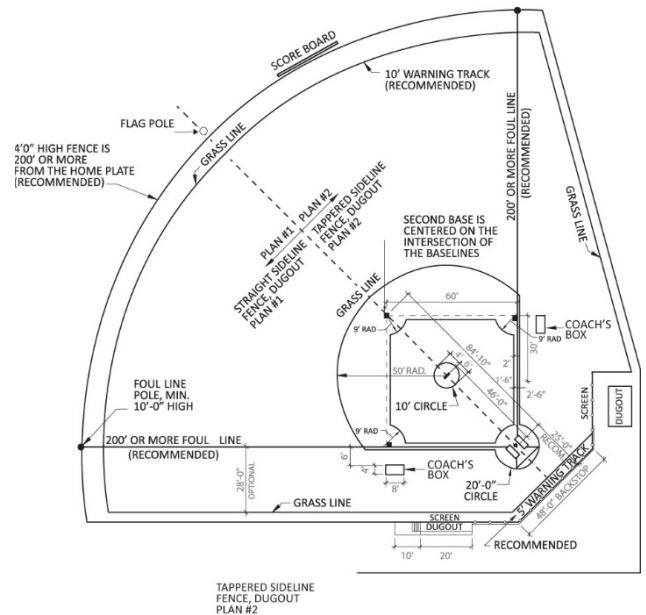 SCORE BOARD
10' WARNING TRACK
(RECOMMENDED)
FLAG POLE
GRASS LINE
4'0" HIGH FENCE IS
200' OR MORE
FROM THE HOME PLATE
(RECOMMENDED)
200' OR MORE FOUL LINE
(RECOMMENDED)
GRASS LINE
PLAN #1
PLAN #2
STRAIGHT SIDELINE
FENCE, DUGOUT
PLAN #1
TAPPERED SIDELINE
FENCE, DUGOUT
PLAN #2
SECOND BASE IS
CENTERED ON THE
INTERSECTION OF
THE BASELINES
GRASS LINE
60'
9' RAD
COACH'S
BOX
9' RAD
30'
84'-10"
2'
4'
6'
1'-6"
2'-6"
50' RAD.
46'-0"
10' CIRCLE
FOUL LINE
POLE, MIN.
10'-0" HIGH
SCREEN
DUGOUT
9' RAD
200' OR MORE FOUL LINE
(RECOMMENDED)
25'-0"
6'
4'
8'
COACH'S
BOX
20'-0"
CIRCLE
28'-0"
OPTIONAL
5' WARNING TRACK
48'-0" BACKSTOP
GRASS LINE
SCREEN
DUGOUT
RECOMMENDED
10'
20'
TAPPERED SIDELINE
FENCE, DUGOUT
PLAN #2